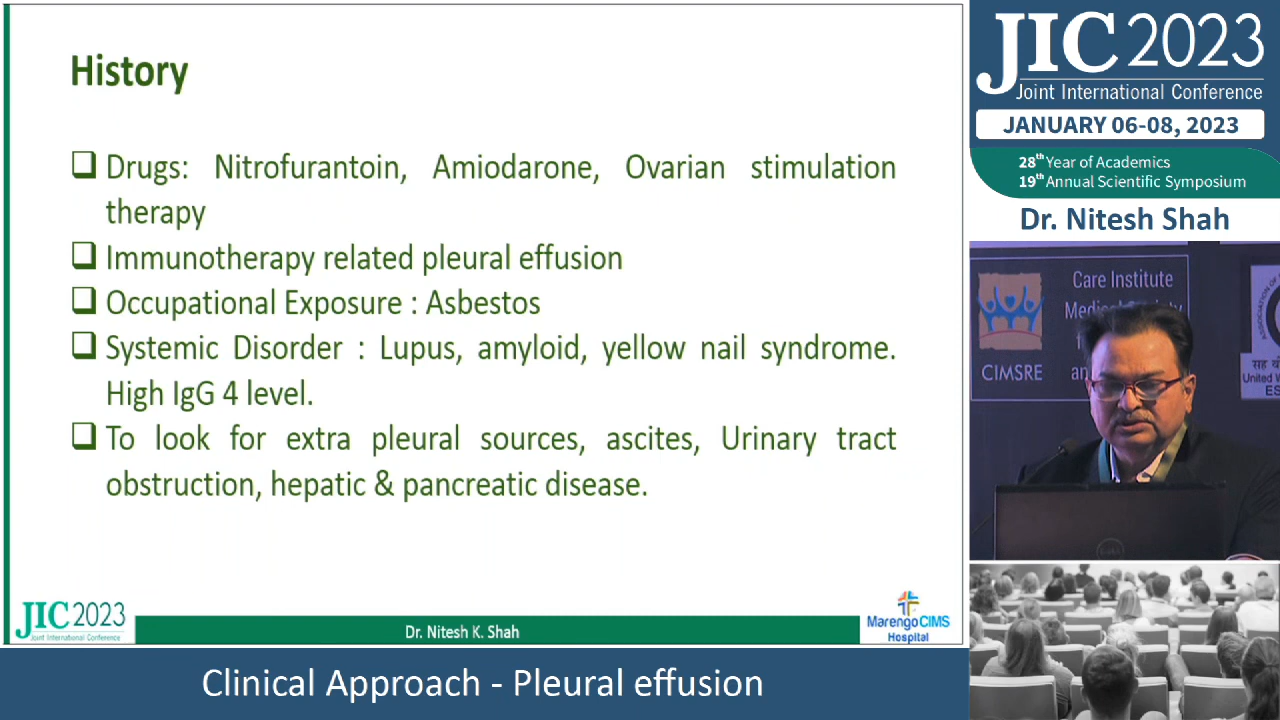 History
❑ Drugs: Nitrofurantoin, Amiodarone, Ovarian stimulation
therapy
❑ Immunotherapy related pleural effusion
❑ Occupational Exposure : Asbestos
❑ Systemic Disorder : Lupus, amyloid, yellow nail syndrome.
High IgG 4 level.
❑ To look for extra pleural sources, ascites, Urinary tract
obstruction, hepatic & pancreatic disease.
JIC 2023
Joint International Conference
Dr. Nitesh K. Shah
Marengo CIMS
Hospital
Clinical Approach - Pleural effusion
JIC 2023
Joint International Conference
JANUARY 06-08, 2023
28th Year of Academics
19th Annual Scientific Symposium
Dr. Nitesh Shah
Care Institute
CIMSRE
an
सह
United
ES